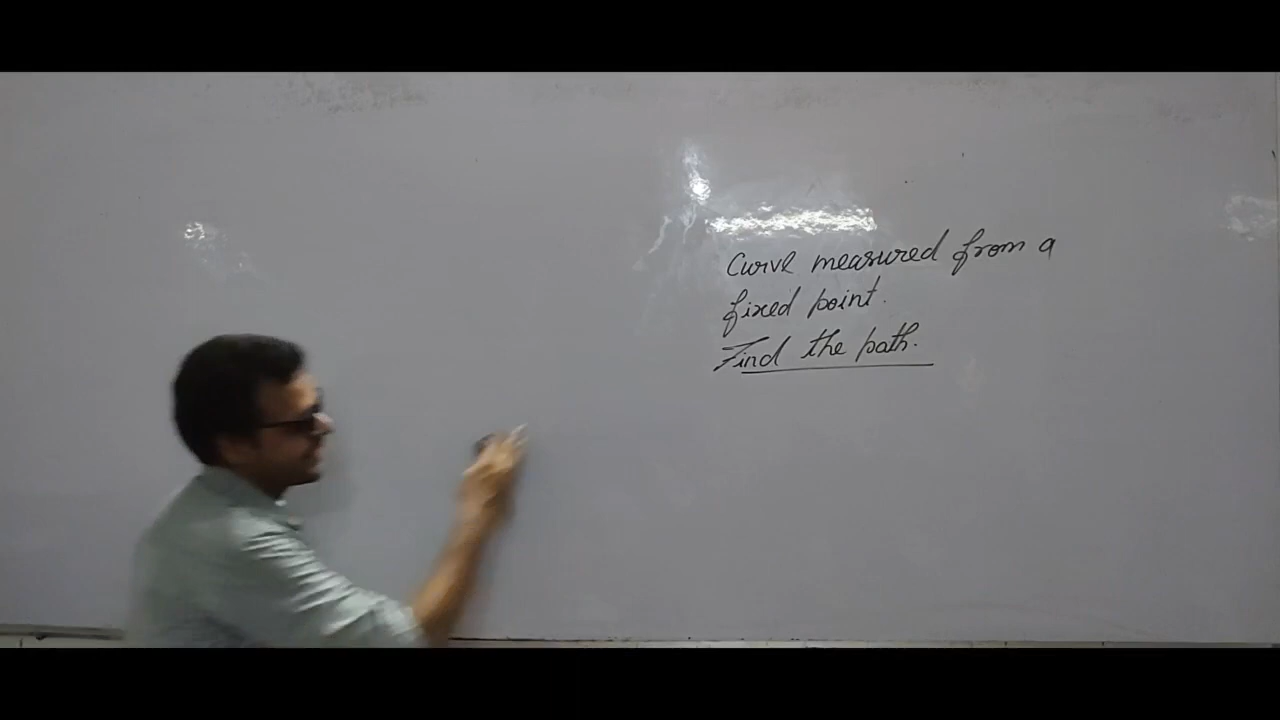 Curve measured from a
fixed point.
Find the path.